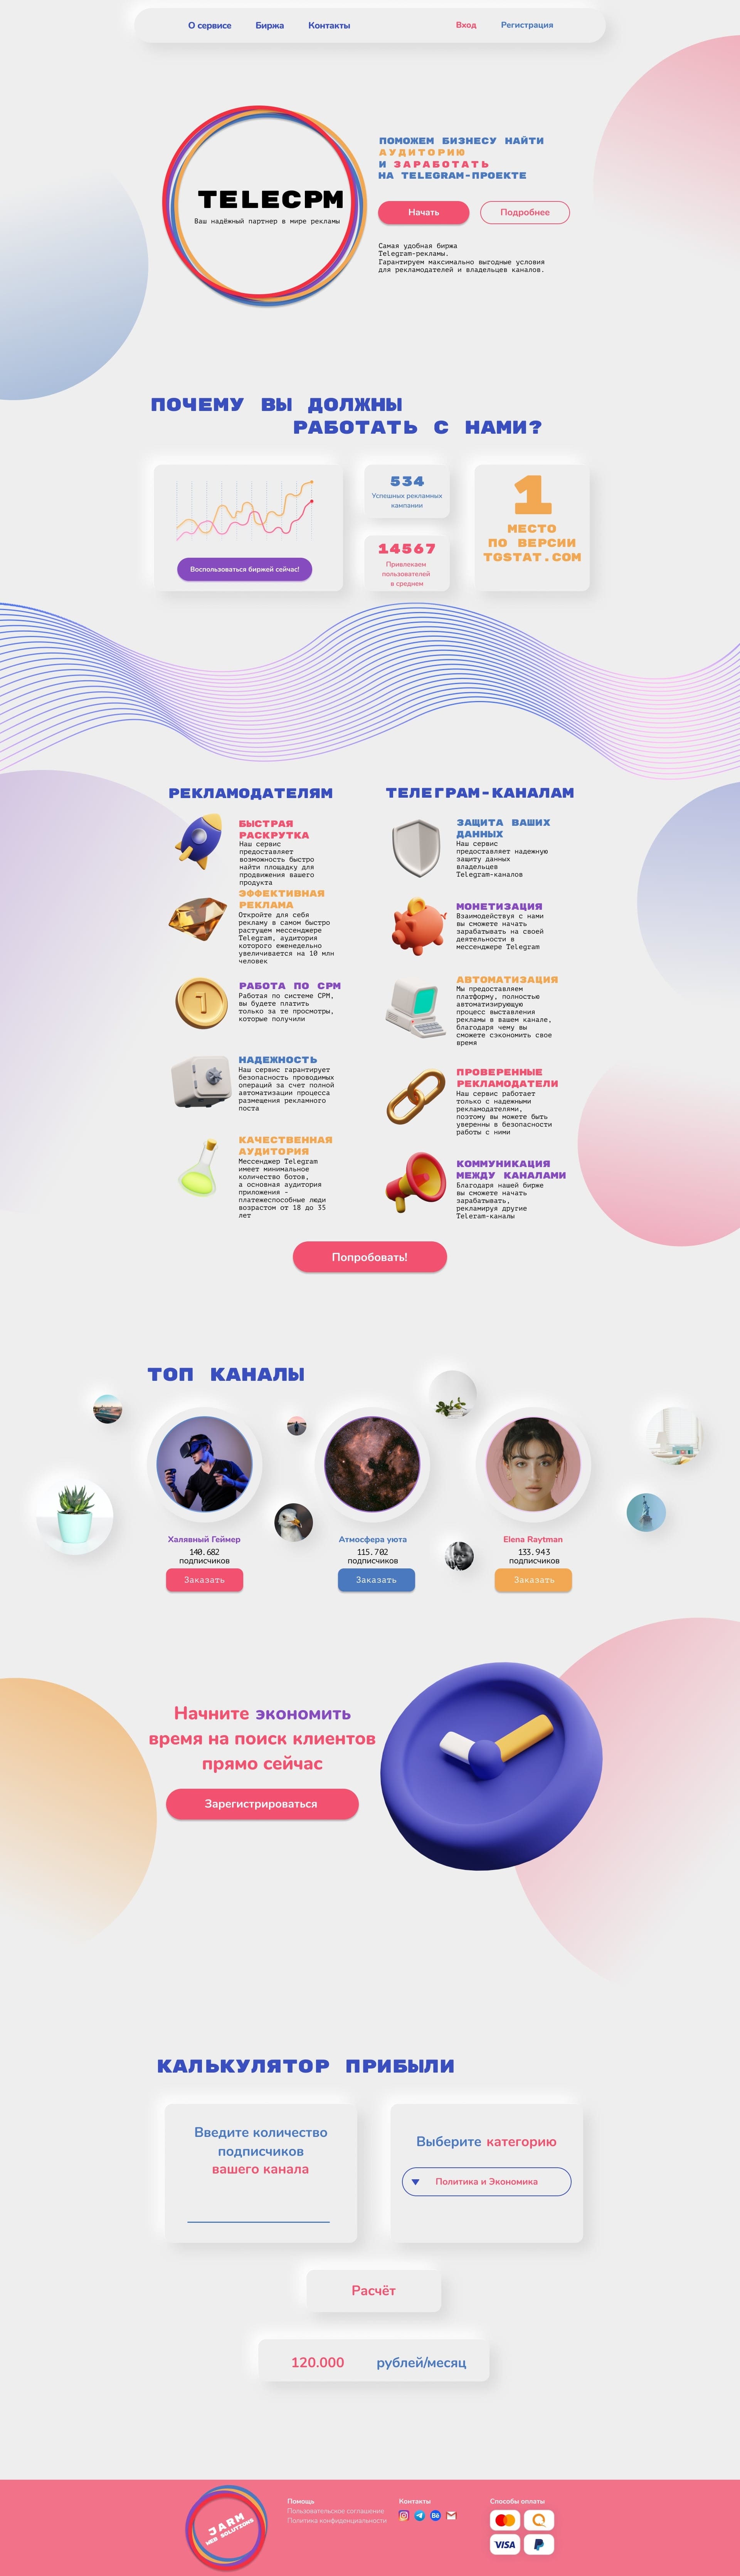 О сервисе
Биржа
Контакты
Вход
Регистрация
TELECPM
Ваш надёжный партнер в мире рекламы
ПОМОЖЕМ БИЗНЕСУ НАЙТИ
АУДИТОРИЮ
И ЗАРАБОТАТЬ
НА TELEGRAM-ПРОЕКТЕ
Начать
Подробнее
Самая удобная биржа
Telegram-рекламы.
Гарантируем максимально выгодные условия
для рекламодателей и владельцев каналов.
ПОЧЕМУ ВЫ ДОЛЖНЫ
РАБОТАТЬ С НАМИ?
Воспользоваться биржей сейчас!
534
Успешных рекламных
кампании
14567
Привлекаем
пользователей
в среднем
1
МЕСТО
ПО ВЕРСИИ
TGSTAT.COM
РЕКЛАМОДАТЕЛЯМ
БЫСТРАЯ
РАСКРУТКА
Наш сервис
предоставляет
возможность быстро
найти площадку для
продвижения вашего
продукта
ЭФФЕКТИВНАЯ
РЕКЛАМА
Откройте для себя
рекламу в самом быстро
растущем мессенджере
Telegram, аудитория
которого еженедельно
увеличивается на 10 млн
человек
РАБОТА ПО CPM
Работая по системе CPM,
вы будете платить
только за те просмотры,
которые получили
НАДЕЖНОСТЬ
Наш сервис гарантирует
безопасность проводимых
операций за счет полной
автоматизации процесса
размещения рекламного
поста
КАЧЕСТВЕННАЯ
АУДИТОРИЯ
Мессенджер Telegram
имеет минимальное
количество ботов,
а основная аудитория
приложения -
платежеспособные люди
возрастом от 18 до 35
лет
ТЕЛЕГРАМ-КАНАЛАМ
ЗАЩИТА ВАШИХ
ДАННЫХ
Наш сервис
предоставляет надежную
защиту данных
владельцев
Telegram-каналов
МОНЕТИЗАЦИЯ
Взаимодействуя с нами
вы сможете начать
зарабатывать на своей
деятельности в
мессенджере Telegram
АВТОМАТИЗАЦИЯ
Мы предоставляем
платформу, полностью
автоматизирующую
процесс выставления
рекламы в вашем канале,
благодаря чему вы
сможете сэкономить свое
время
ПРОВЕРЕННЫЕ
РЕКЛАМОДАТЕЛИ
Наш сервис работает
только с надежными
рекламодателями,
поэтому вы можете быть
уверенны в безопасности
работы с ними
КОММУНИКАЦИЯ
МЕЖДУ КАНАЛАМИ
Благодаря нашей бирже
вы сможете начать
зарабатывать,
рекламируя другие
Телегам-каналы
Попробовать!
ТОП КАНАЛЫ
Халявный Геймер
140.682
подписчиков
Заказать
Атмосфера уюта
115.702
подписчиков
Заказать
Elena Raytman
133.943
подписчиков
Заказать
Начните экономить
время на поиск клиентов
прямо сейчас
Зарегистрироваться
КАЛЬКУЛЯТОР ПРИБЫЛИ
Введите количество
подписчиков
вашего канала
Выберите категорию
Политика и Экономика
Расчёт
120.000 рублей/месяц
JARM
WEB SOLUTIONS
Помощь
Пользовательское соглашение
Политика конфиденциальности
Контакты
Bē
Способы оплаты
VISA